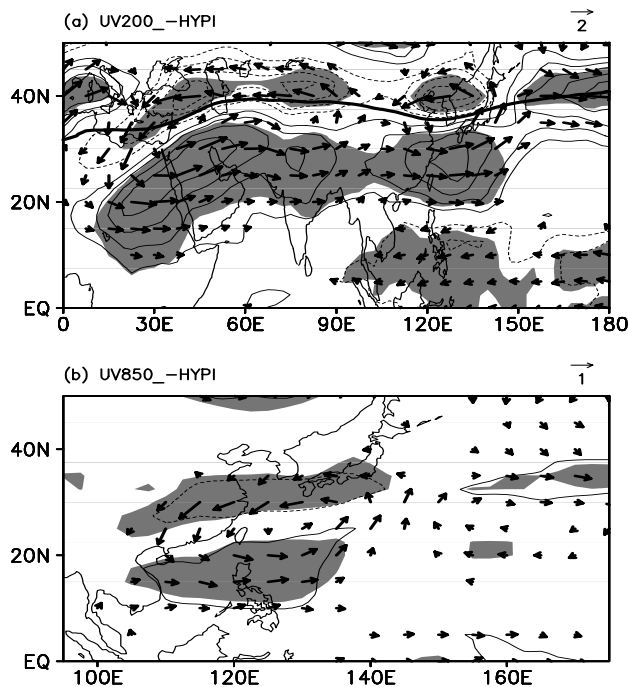 (a) UV200_-HYPI
2
40N
20N
EQ
0 30E 60E 90E 120E 150E 180
(b) UV850_-HYPI
1
40N
20N
EQ
100E 120E 140E 160E